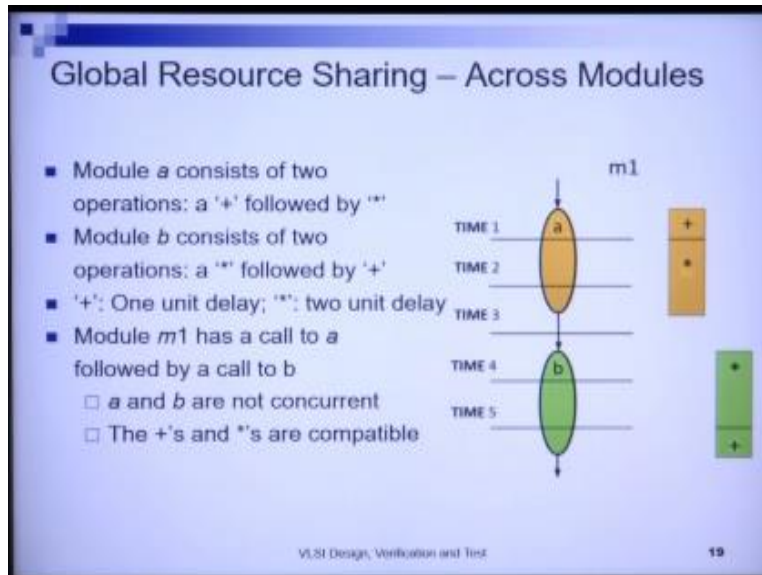 Global Resource Sharing – Across Modules
■ Module a consists of two
operations: a '+' followed by '*'
■ Module b consists of two
operations: a '*' followed by '+'
■ '+': One unit delay; '*': two unit delay
■ Module m1 has a call to a
followed by a call to b
□ a and b are not concurrent
□ The +'s and *'s are compatible
m1
TIME 1
a
+
TIME 2
*
TIME 3
TIME 4
b
*
TIME 5
+
VLSI Design, Verification and Test
19